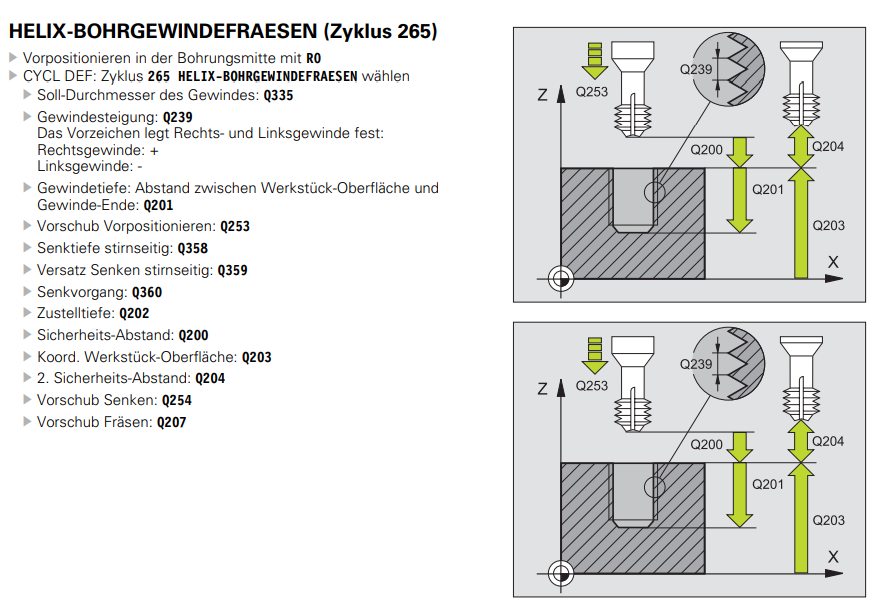 HELIX-BOHRGEWINDEFRAESEN (Zyklus 265)
Vorpositionieren in der Bohrungsmitte mit R0
CYCL DEF: Zyklus 265 HELIX-BOHRGEWINDEFRAESEN wählen
Soll-Durchmesser des Gewindes: Q335
Gewindesteigung: Q239
Das Vorzeichen legt Rechts- und Linksgewinde fest:
Rechtsgewinde: +
Linksgewinde: -
Gewindetiefe: Abstand zwischen Werkstück-Oberfläche und
Gewinde-Ende: Q201
Vorschub Vorpositionieren: Q253
Senktiefe stirnseitig: Q358
Versatz Senken stirnseitig: Q359
Senkvorgang: Q360
Zustelltiefe: Q202
Sicherheits-Abstand: Q200
Koord. Werkstück-Oberfläche: Q203
2. Sicherheits-Abstand: Q204
Vorschub Senken: Q254
Vorschub Fräsen: Q207
Q239
Z
Q253
Q200
Q204
Q201
Q203
X
Q239
Z
Q253
Q200
Q204
Q201
Q203
X